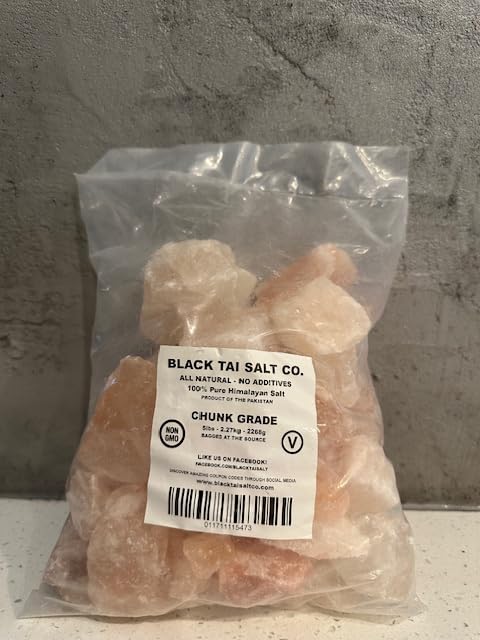 BLACK TAI SALT CO.
ALL NATURAL - NO ADDITIVES
100% Pure Himalayan Salt
PRODUCT OF THE PAKISTAN
CHUNK GRADE
5lbs - 2.27kg - 2268g
BAGGED AT THE SOURCE
NON
GMO
V
LIKE US ON FACEBOOK!
FACEBOOK.COM/BLACKTAISALT
DISCOVER AMAZING COUPON CODES THROUGH SOCIAL MEDIA
www.blacktaisaltco.com
011711115473